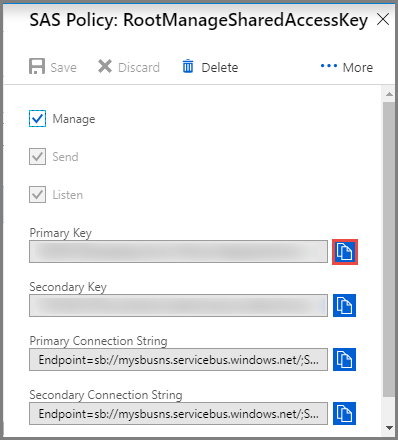 SAS Policy: RootManageSharedAccessKey
Save Discard Delete More
Manage
Send
Listen
Primary Key
Secondary Key
Primary Connection String
Endpoint=sb://mysbusns.servicebus.windows.net/;S...
Secondary Connection String
Endpoint=sb://mysbusns.servicebus.windows.net/;S...